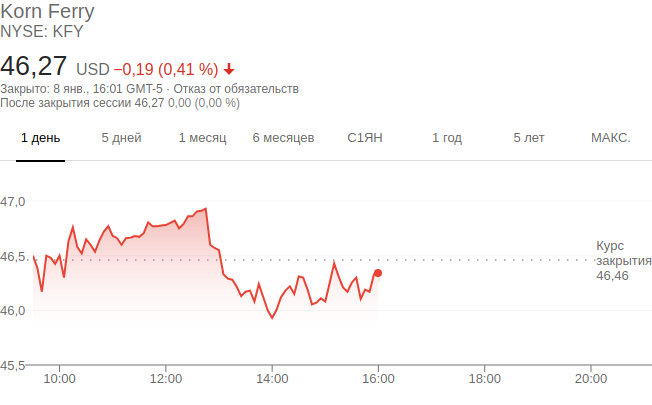 Korn Ferry
NYSE: KFY
46,27 USD −0,19 (0,41 %)
Закрыто: 8 янв., 16:01 GMT-5 · Отказ от обязательств
После закрытия сессии 46,27 0,00 (0,00 %)
1 день 5 дней 1 месяц 6 месяцев С1ЯН 1 год 5 лет МАКС.
47,0
46,5
46,0
45,5
Курс
закрытия
46,46
10:00 12:00 14:00 16:00 18:00 20:00